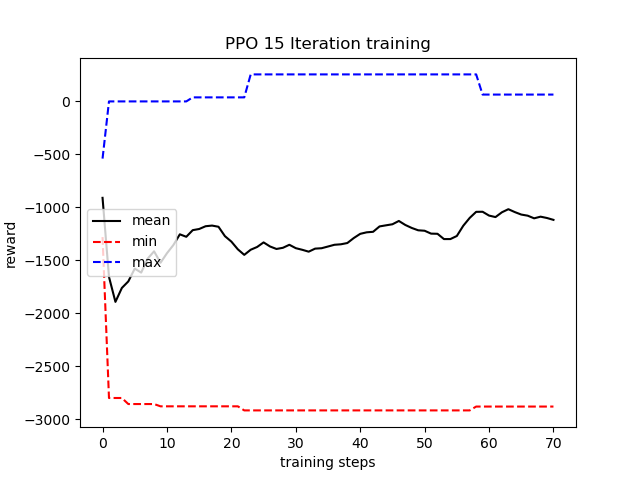 PPO 15 Iteration training
reward
0
−500
−1000
−1500
−2000
−2500
−3000
mean
min
max
0 10 20 30 40 50 60 70
training steps